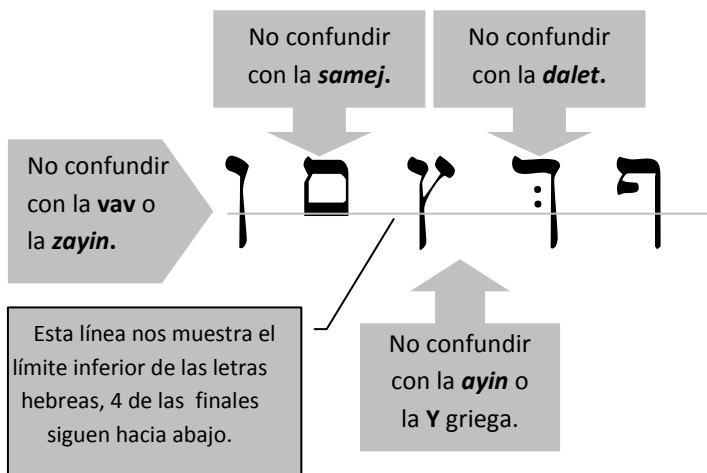 No confundir
con la samej.
No confundir
con la dalet.
No confundir
con la vav o
la zayin.
ן ם ץ ךְ ף
Esta línea nos muestra el
límite inferior de las letras
hebreas, 4 de las finales
siguen hacia abajo.
No confundir
con la ayin o
la Y griega.